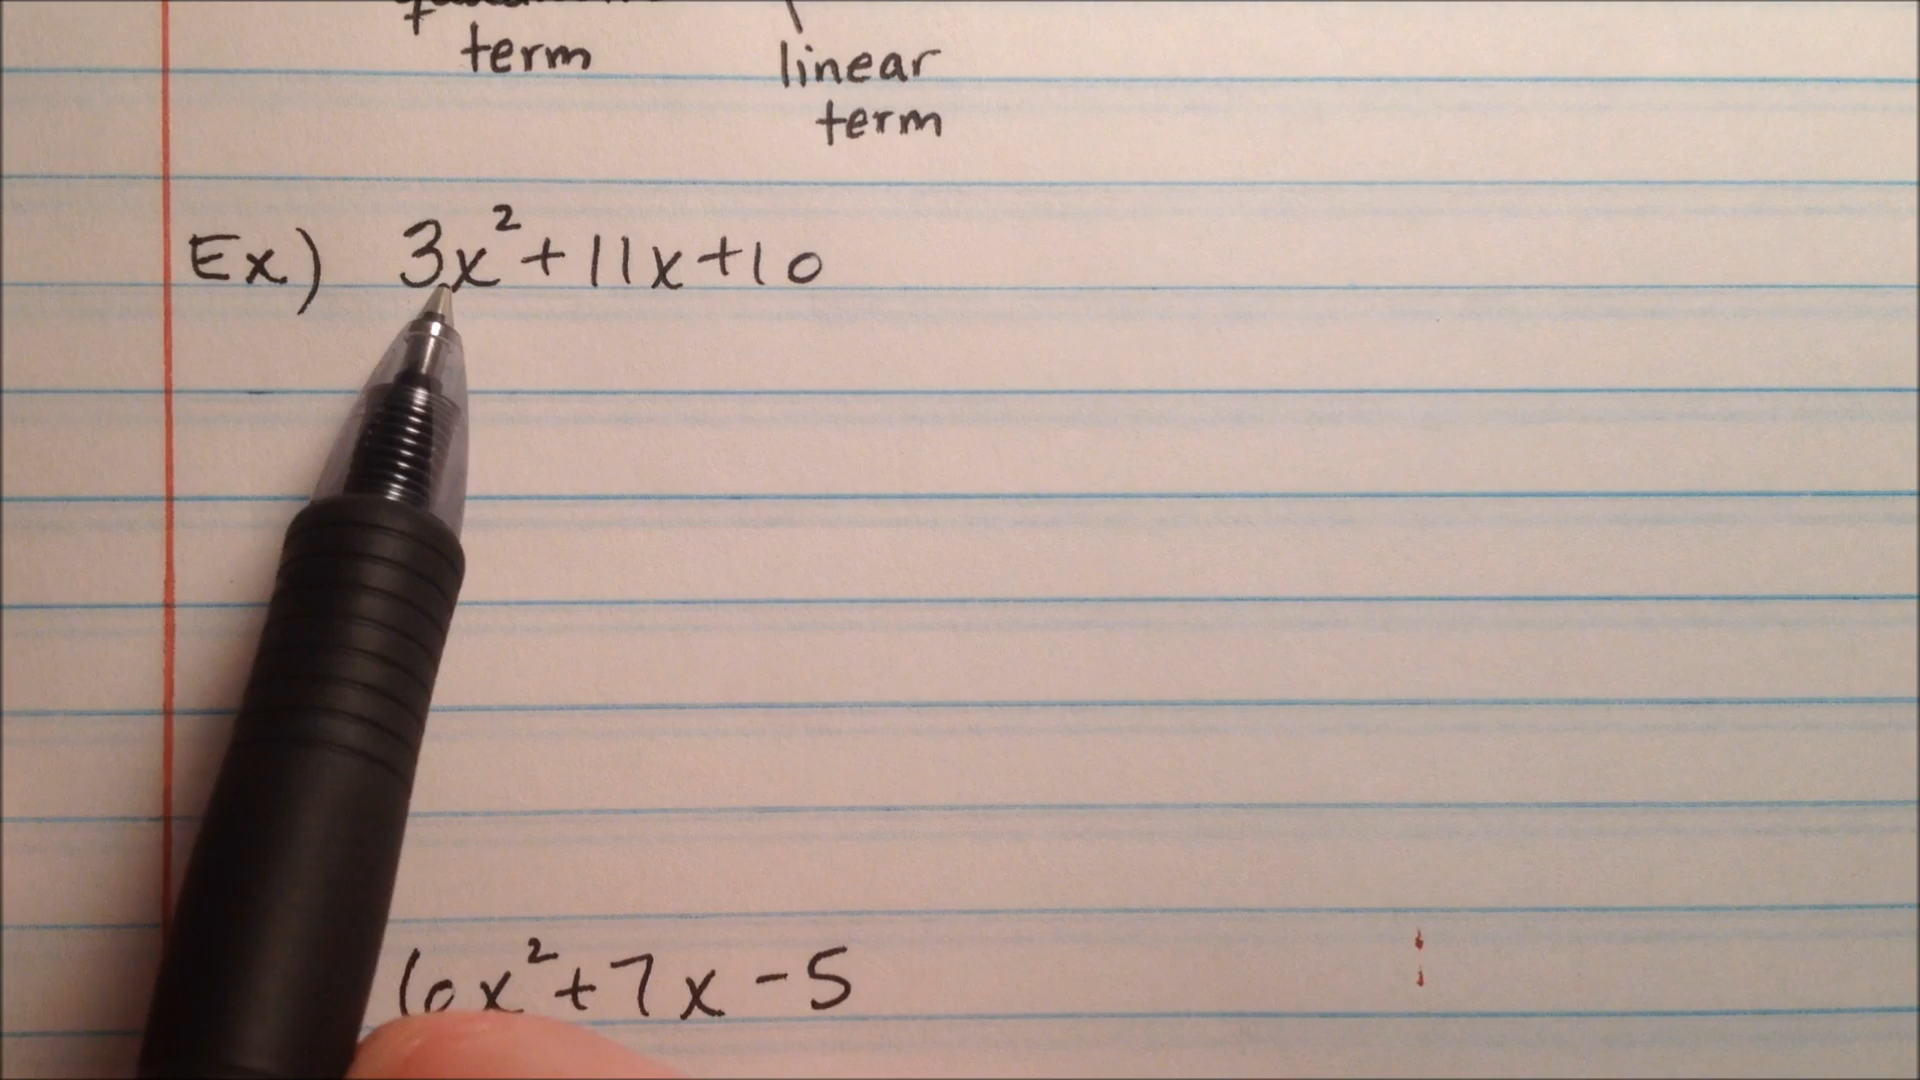 term
linear
term
Ex) 3x²+11x+10
6x²+7x-5